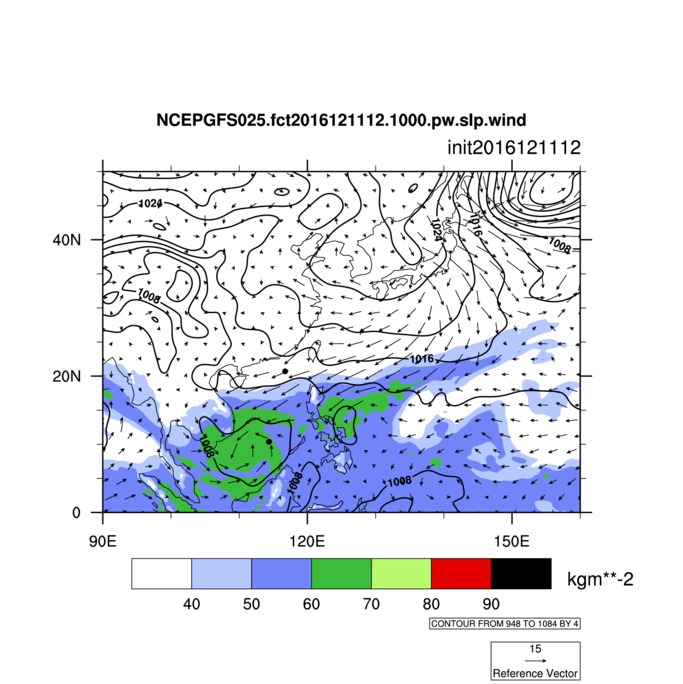 NCEPGFS025.fct2016121112.1000.pw.slp.wind
init2016121112
1024
1024
1016
1008
40N
1008
1016
20N
1008
1008
1008
0
90E 120E 150E
kgm**-2
40 50 60 70 80 90
CONTOUR FROM 948 TO 1084 BY 4
15
Reference Vector